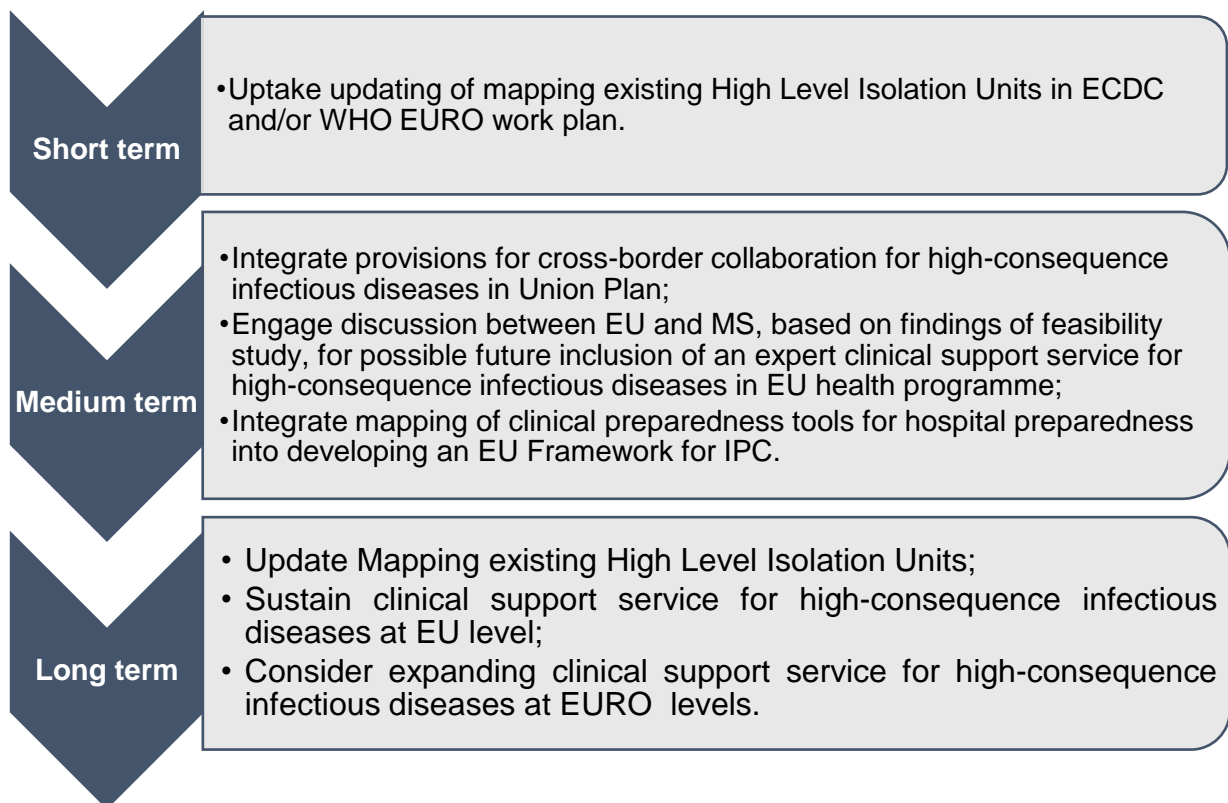 Short term
•Uptake updating of mapping existing High Level Isolation Units in ECDC
and/or WHO EURO work plan.
Medium term
•Integrate provisions for cross-border collaboration for high-consequence
infectious diseases in Union Plan;
•Engage discussion between EU and MS, based on findings of feasibility
study, for possible future inclusion of an expert clinical support service for
high-consequence infectious diseases in EU health programme;
•Integrate mapping of clinical preparedness tools for hospital preparedness
into developing an EU Framework for IPC.
Long term
• Update Mapping existing High Level Isolation Units;
• Sustain clinical support service for high-consequence infectious
diseases at EU level;
• Consider expanding clinical support service for high-consequence
infectious diseases at EURO levels.